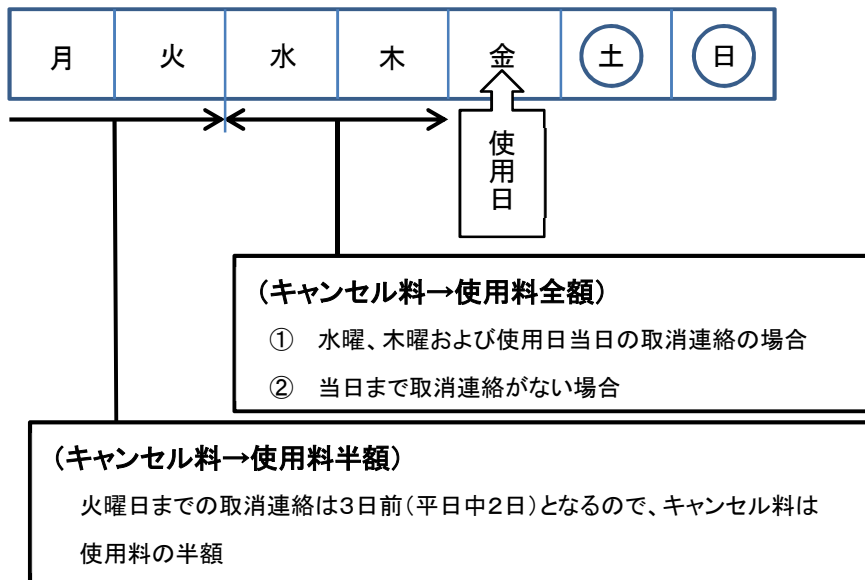 月 火 水 木 金 土 日
使用日
(キャンセル料→使用料全額)
① 水曜、木曜および使用日当日の取消連絡の場合
② 当日まで取消連絡がない場合
(キャンセル料→使用料半額)
火曜日までの取消連絡は3日前(平日中2日)となるので、キャンセル料は
使用料の半額